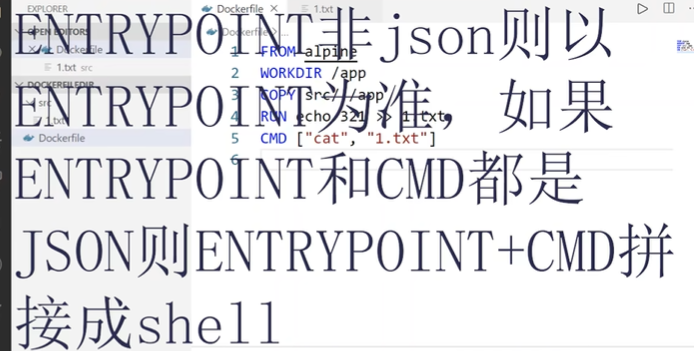 EXPLORER
Dockerfile
1.txt
OPEN EDITORS
Dockerfile
1.txt src
DOCKERFILEDIR
src
1.txt
Dockerfile
Dockerfile > ...
1 FROM alpine
2 WORKDIR /app
3 COPY src/ /app
4 RUN echo 321 >> 1.txt
5 CMD ["cat", "1.txt"]
6
ENTRYPOINT非json则以
ENTRYPOINT为准，如果
ENTRYPOINT和CMD都是
JSON则ENTRYPOINT+CMD拼
接成shell